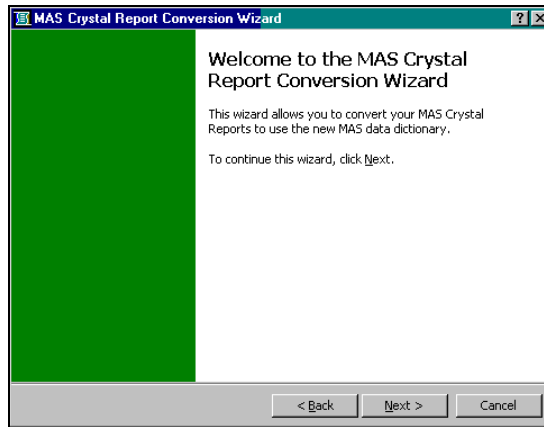 MAS Crystal Report Conversion Wizard
Welcome to the MAS Crystal
Report Conversion Wizard
This wizard allows you to convert your MAS Crystal
Reports to use the new MAS data dictionary.
To continue this wizard, click Next.
< Back Next > Cancel